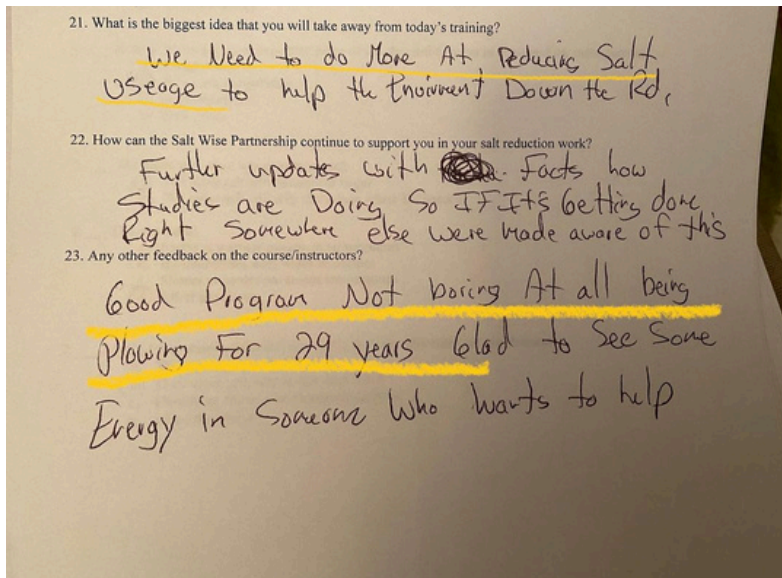 21. What is the biggest idea that you will take away from today's training?
We Need to do More At Reducing Salt
Useage to help the Enoirment Down the Rd,
22. How can the Salt Wise Partnership continue to support you in your salt reduction work?
Further updates with Facts how
Studies are Doing So IF It's Getting done
Right Somewhere else were made aware of this
23. Any other feedback on the course/instructors?
Good Program Not boring At all being
Plowing For 29 years Glad to See Some
Energy in Someone Who wants to help